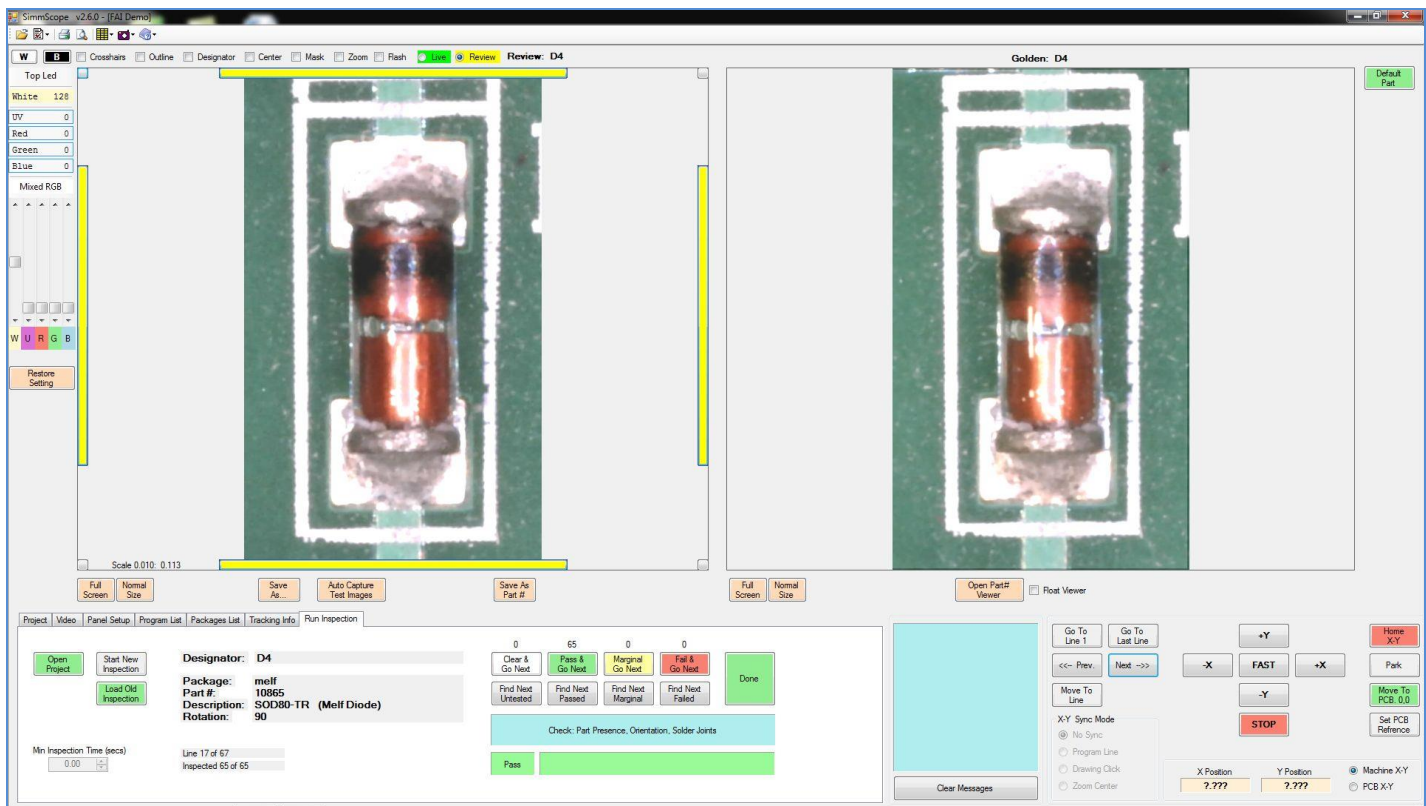 SimmScope v2.6.0 - [FAI Demo]
W B Crosshairs Outline Designator Center Mask Zoom Flash Live Review Review: D4
Golden: D4
Default Part
Top Led
White 128
UV 0
Red 0
Green 0
Blue 0
Mixed RGB
W U R G B
Restore Setting
Scale 0.010: 0.113
Full Screen
Normal Size
Save As...
Auto Capture Test Images
Save As Part #
Full Screen
Normal Size
Open Part# Viewer
Float Viewer
Project Video Panel Setup Program List Packages List Tracking Info Run Inspection
Open Project
Start New Inspection
Load Old Inspection
Min Inspection Time (secs)
0.00
Designator: D4
Package: melf
Part #: 10865
Description: SOD80-TR (Melf Diode)
Rotation: 90
Line 17 of 67
Inspected 65 of 65
0 65 0 0
Clear & Go Next
Pass & Go Next
Marginal Go Next
Fail & Go Next
Find Next Untested
Find Next Passed
Find Next Marginal
Find Next Failed
Done
Check: Part Presence, Orientation, Solder Joints
Pass
Clear Messages
Go To Line 1
Go To Last Line
<<-- Prev.
Next -->>
Move To Line
X-Y Sync Mode
No Sync
Program Line
Drawing Click
Zoom Center
+Y
-X FAST +X
-Y
STOP
Home X-Y
Park
Move To PCB. 0,0
Set PCB Refrence
X Position Y Position
?.??? ?.???
Machine X-Y
PCB X-Y